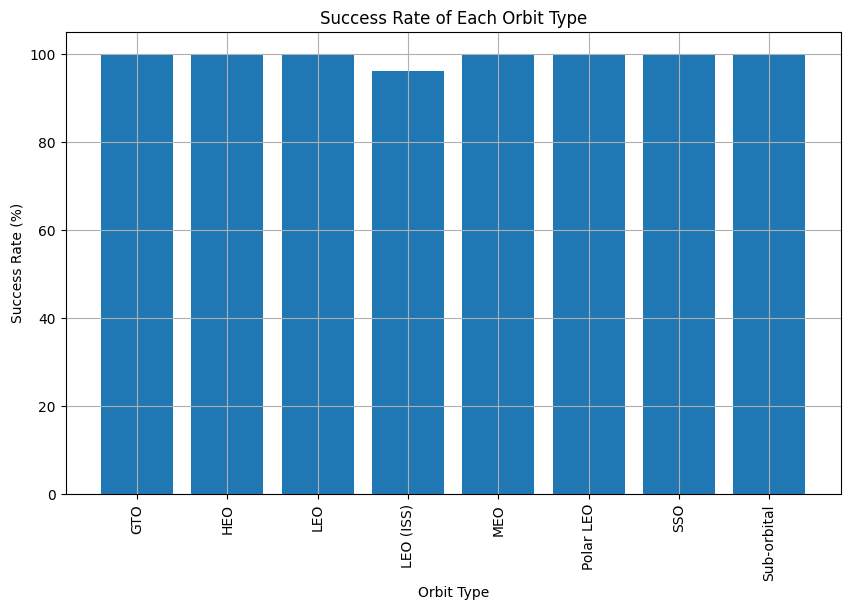 Success Rate of Each Orbit Type
Success Rate (%)
100
80
60
40
20
0
GTO
HEO
LEO
LEO (ISS)
MEO
Polar LEO
SSO
Sub-orbital
Orbit Type